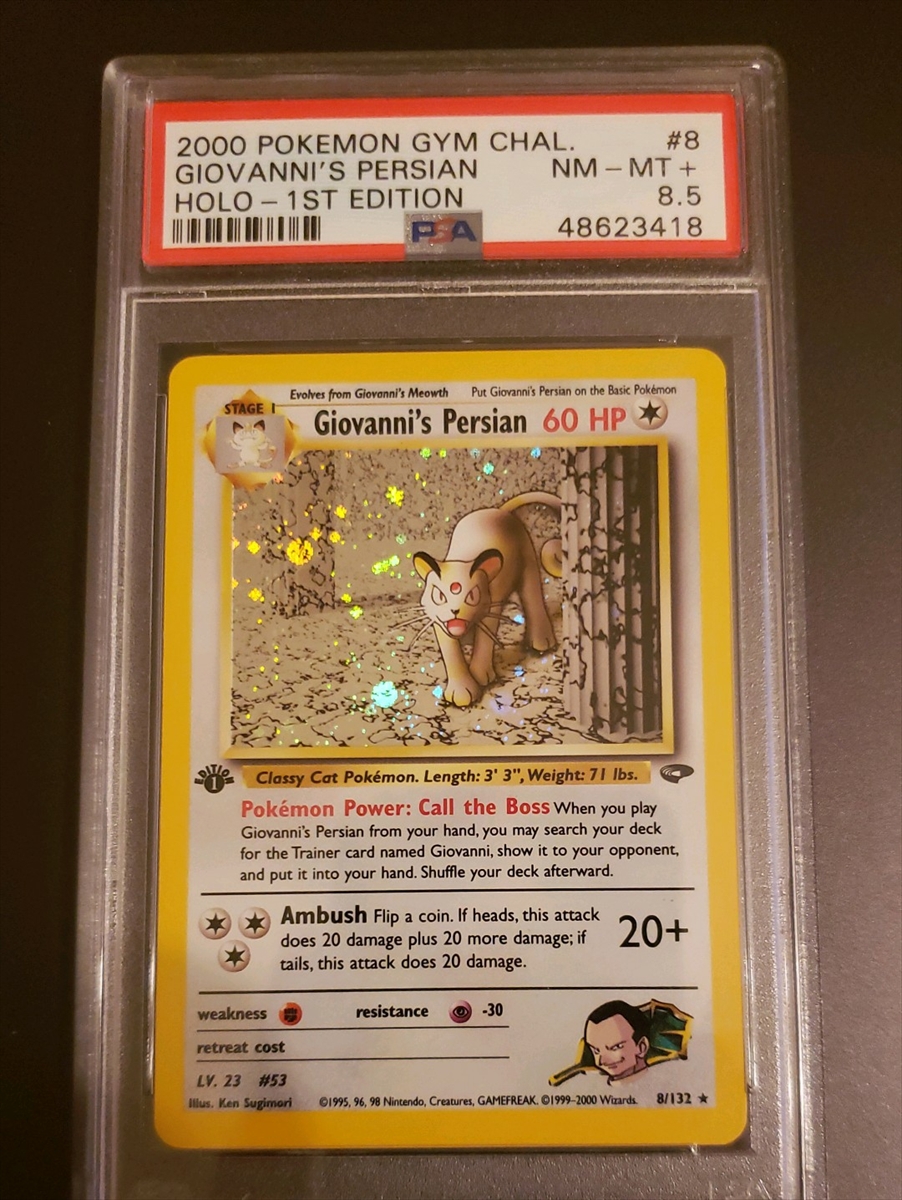 2000 POKEMON GYM CHAL. #8
GIOVANNI'S PERSIAN NM - MT +
HOLO - 1ST EDITION 8.5
PSA 48623418
Evolves from Giovanni's Meowth Put Giovanni's Persian on the Basic Pokémon
STAGE 1
Giovanni's Persian 60 HP
EDITION 1
Classy Cat Pokémon. Length: 3' 3", Weight: 71 lbs.
Pokémon Power: Call the Boss When you play
Giovanni's Persian from your hand, you may search your deck
for the Trainer card named Giovanni, show it to your opponent,
and put it into your hand. Shuffle your deck afterward.
Ambush Flip a coin. If heads, this attack
does 20 damage plus 20 more damage; if
tails, this attack does 20 damage.
20+
weakness resistance -30
retreat cost
LV. 23 #53
Illus. Ken Sugimori ©1995, 96, 98 Nintendo, Creatures, GAMEFREAK. ©1999-2000 Wizards. 8/132 ★